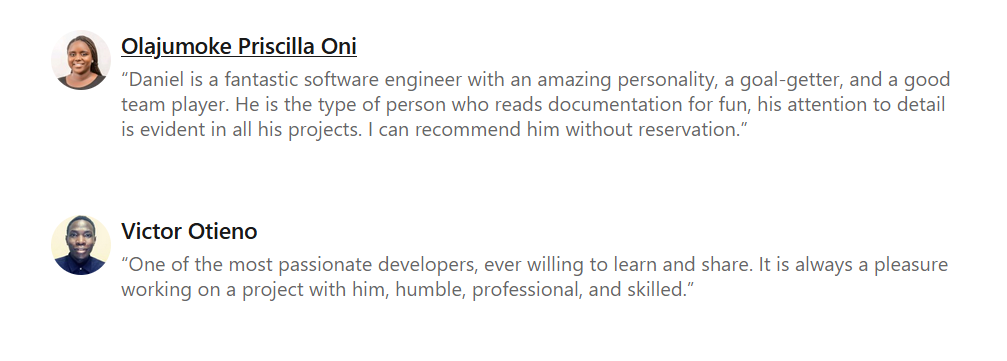 Olajumoke Priscilla Oni
“Daniel is a fantastic software engineer with an amazing personality, a goal-getter, and a good
team player. He is the type of person who reads documentation for fun, his attention to detail
is evident in all his projects. I can recommend him without reservation.”
Victor Otieno
“One of the most passionate developers, ever willing to learn and share. It is always a pleasure
working on a project with him, humble, professional, and skilled.”